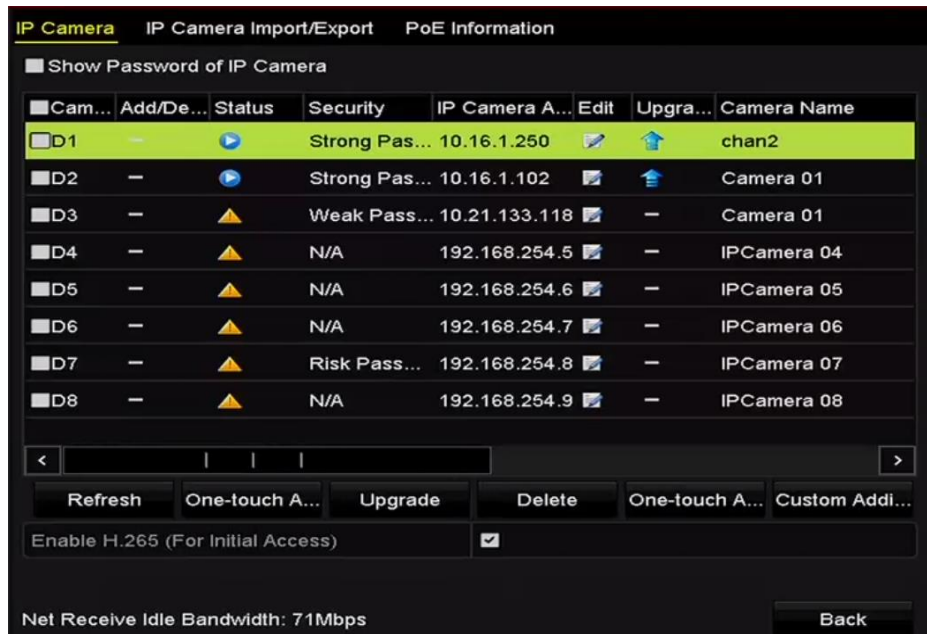 IP Camera IP Camera Import/Export PoE Information
Show Password of IP Camera
Cam... Add/De... Status Security IP Camera A... Edit Upgra... Camera Name
D1 — Strong Pas... 10.16.1.250 chan2
D2 — Strong Pas... 10.16.1.102 Camera 01
D3 — Weak Pass... 10.21.133.118 — Camera 01
D4 — N/A 192.168.254.5 — IPCamera 04
D5 — N/A 192.168.254.6 — IPCamera 05
D6 — N/A 192.168.254.7 — IPCamera 06
D7 — Risk Pass... 192.168.254.8 — IPCamera 07
D8 — N/A 192.168.254.9 — IPCamera 08
< >
Refresh One-touch A... Upgrade Delete One-touch A... Custom Addi...
Enable H.265 (For Initial Access)
Net Receive Idle Bandwidth: 71Mbps Back